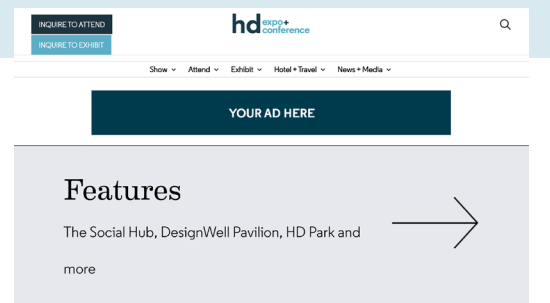 INQUIRE TO ATTEND
INQUIRE TO EXHIBIT
hd expo+
conference
Show Attend Exhibit Hotel + Travel News + Media
YOUR AD HERE
Features
The Social Hub, DesignWell Pavilion, HD Park and
more